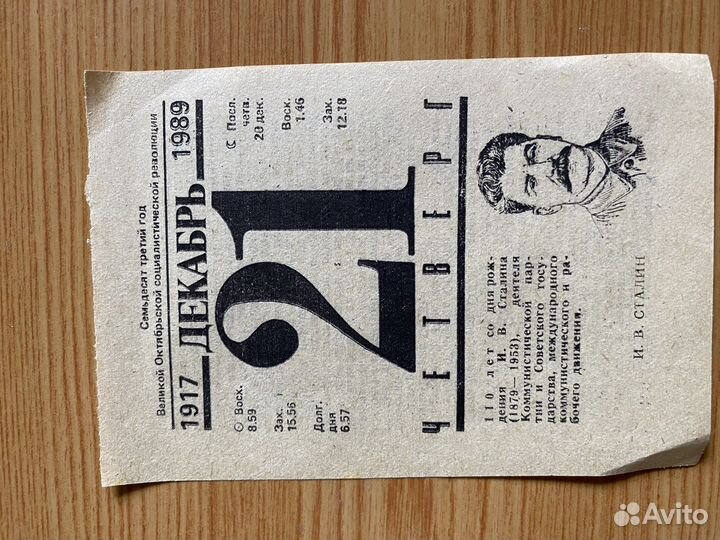 Семьдесят третий год
Великой Октябрьской социалистической революции
1917 ДЕКАБРЬ 1989
Восх.
8.59
Зах.
15.56
Долг.
дня
6.57
21
Посл.
чета.
20 дек.
Восх.
1.46
Зах.
12.18
ЧЕТВЕРГ
110 лет со дня рож-
дения И. В. Сталина
(1879—1953), деятеля
Коммунистической пар-
тии и Советского госу-
дарства, международного
коммунистического и ра-
бочего движения.
И. В. СТАЛИН
Avito